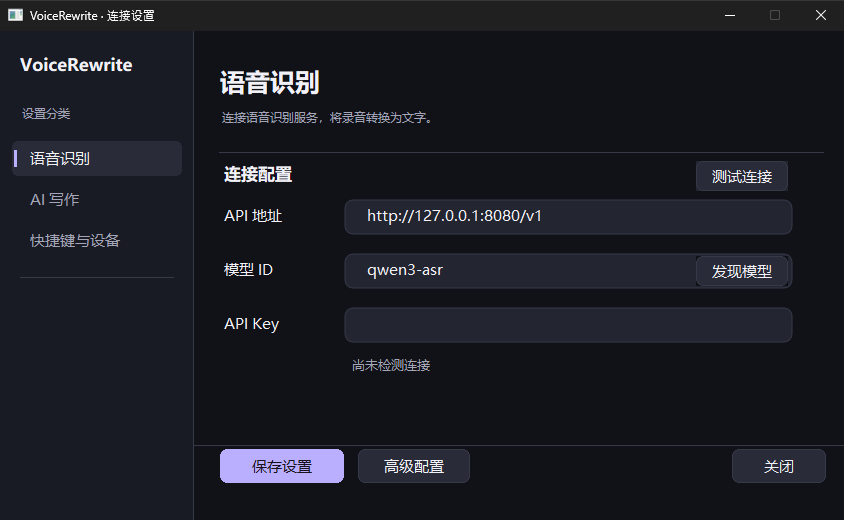 VoiceRewrite · 连接设置
VoiceRewrite
设置分类
语音识别
AI 写作
快捷键与设备
语音识别
连接语音识别服务，将录音转换为文字。
连接配置
测试连接
API 地址
http://127.0.0.1:8080/v1
模型 ID
qwen3-asr
发现模型
API Key
尚未检测连接
保存设置
高级配置
关闭